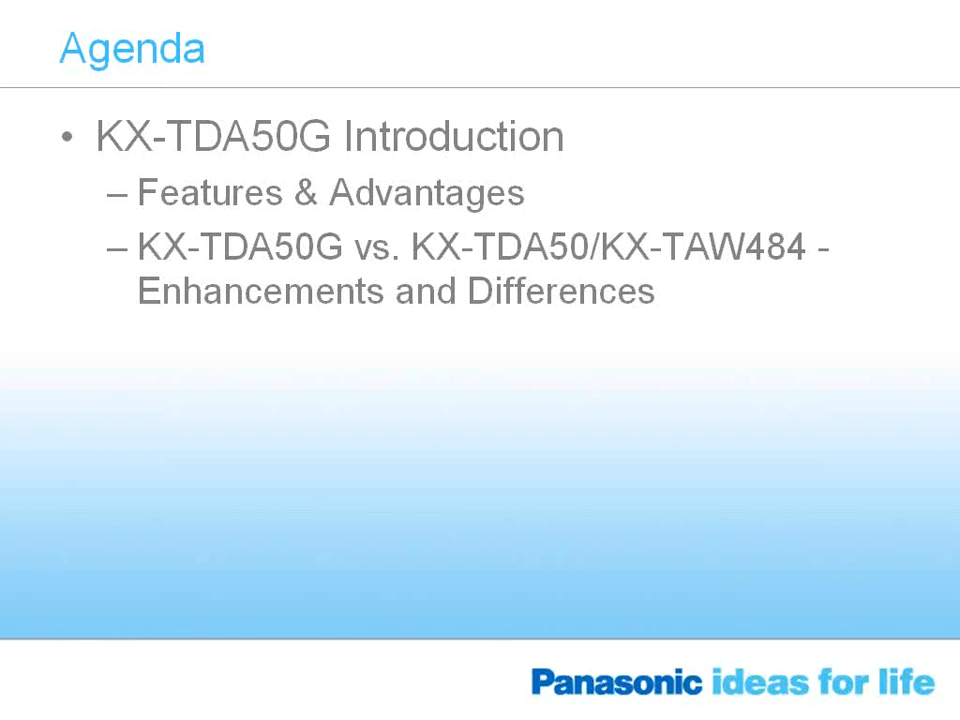 Agenda
• KX-TDA50G Introduction
– Features & Advantages
– KX-TDA50G vs. KX-TDA50/KX-TAW484 -
Enhancements and Differences
Panasonic ideas for life